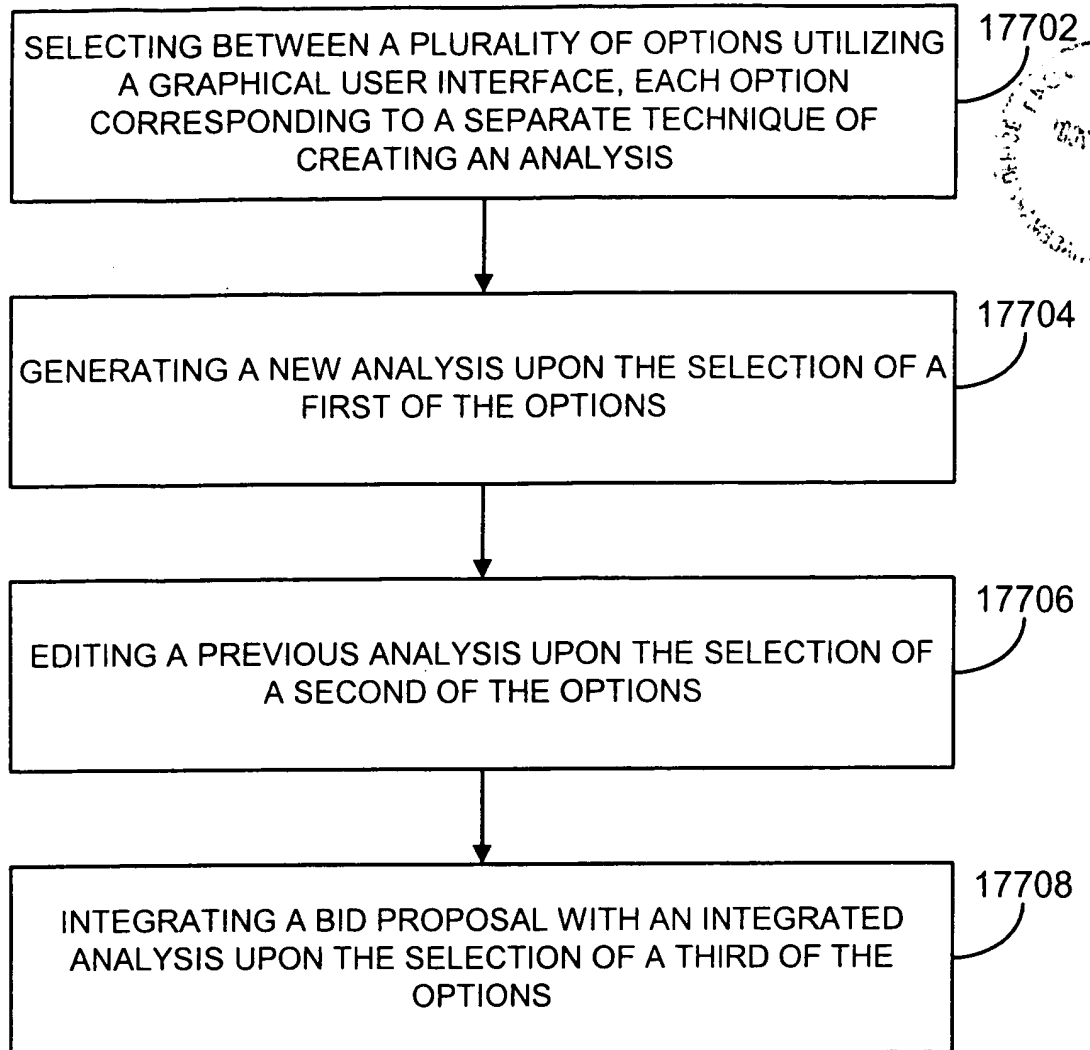 SELECTING BETWEEN A PLURALITY OF OPTIONS UTILIZING
A GRAPHICAL USER INTERFACE, EACH OPTION
CORRESPONDING TO A SEPARATE TECHNIQUE OF
CREATING AN ANALYSIS
17702
GENERATING A NEW ANALYSIS UPON THE SELECTION OF A
FIRST OF THE OPTIONS
17704
EDITING A PREVIOUS ANALYSIS UPON THE SELECTION OF
A SECOND OF THE OPTIONS
17706
INTEGRATING A BID PROPOSAL WITH AN INTEGRATED
ANALYSIS UPON THE SELECTION OF A THIRD OF THE
OPTIONS
17708